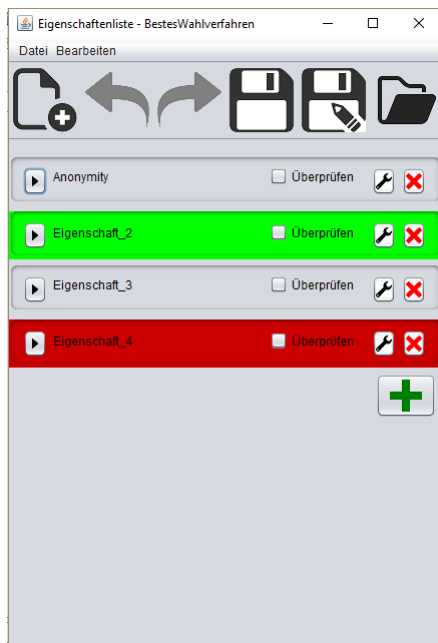 Eigenschaftenliste - BestesWahlverfahren
Datei Bearbeiten
Anonymity Überprüfen
Eigenschaft_2 Überprüfen
Eigenschaft_3 Überprüfen
Eigenschaft_4 Überprüfen